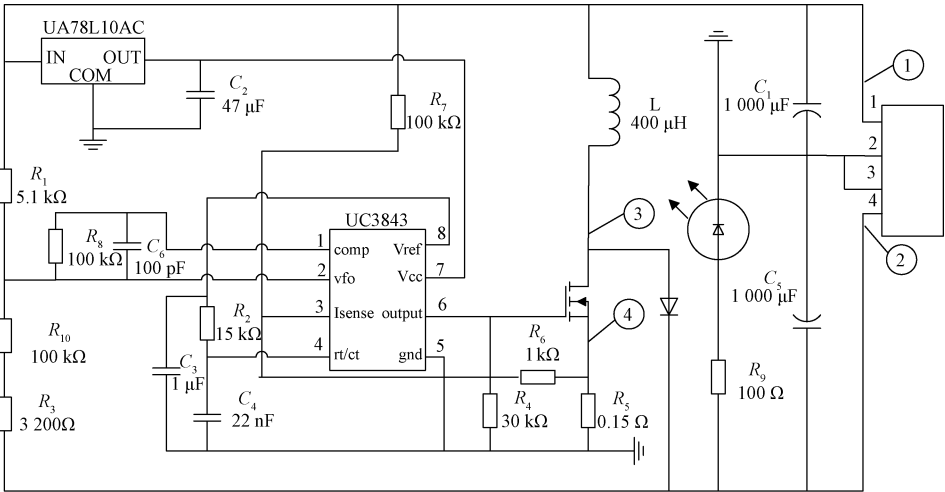 UA78L10AC
IN OUT
COM
C2
47 μF
R7
100 kΩ
L
400 μH
C1
1 000 μF
1
1
2
3
4
2
R1
5.1 kΩ
R8
100 kΩ
C6
100 pF
UC3843
1 comp
2 vfo
3 Isense
4 rt/ct
Vref 8
Vcc 7
output 6
gnd 5
3
4
C5
1 000 μF
R10
100 kΩ
R2
15 kΩ
C3
1 μF
C4
22 nF
R3
3 200Ω
R6
1kΩ
R4
30 kΩ
R5
0.15 Ω
R9
100 Ω